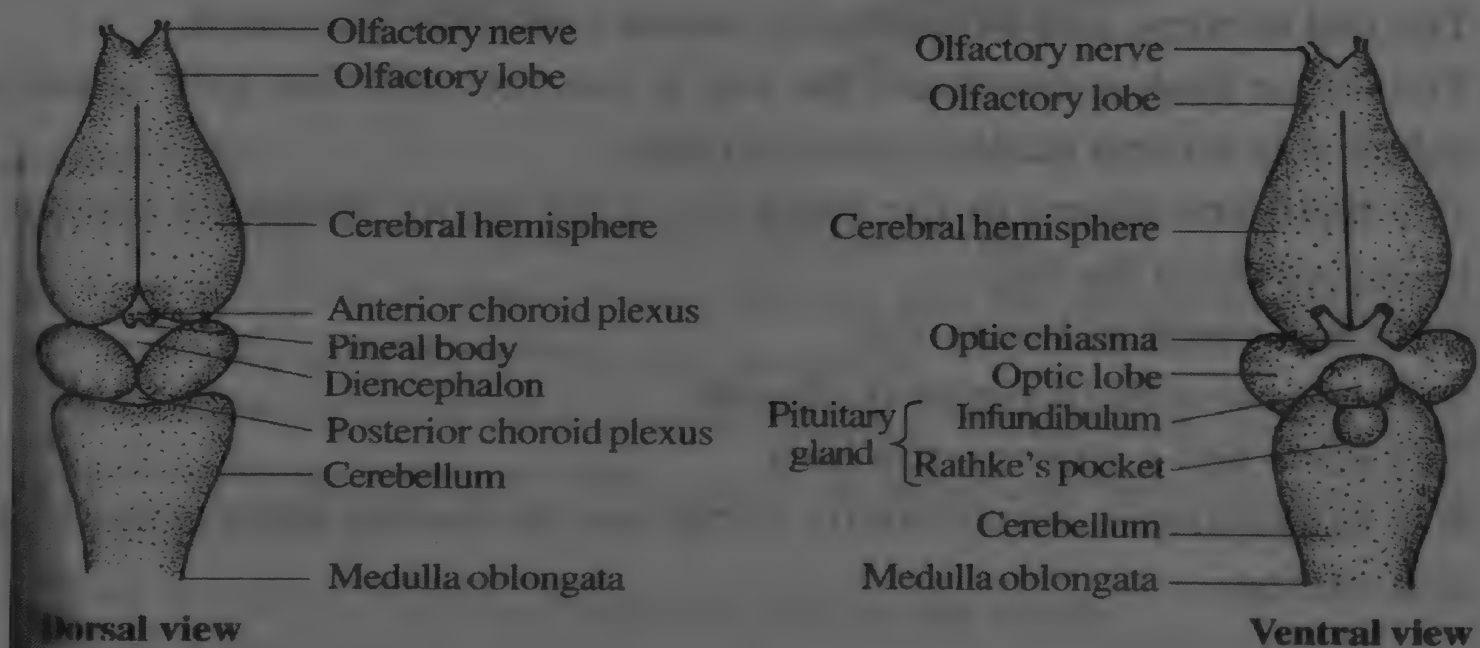 Olfactory nerve
Olfactory lobe
Cerebral hemisphere
Anterior choroid plexus
Pineal body
Diencephalon
Posterior choroid plexus
Cerebellum
Medulla oblongata
Dorsal view
Olfactory nerve
Olfactory lobe
Cerebral hemisphere
Optic chiasma
Optic lobe
Pituitary gland
Infundibulum
Rathke's pocket
Cerebellum
Medulla oblongata
Ventral view